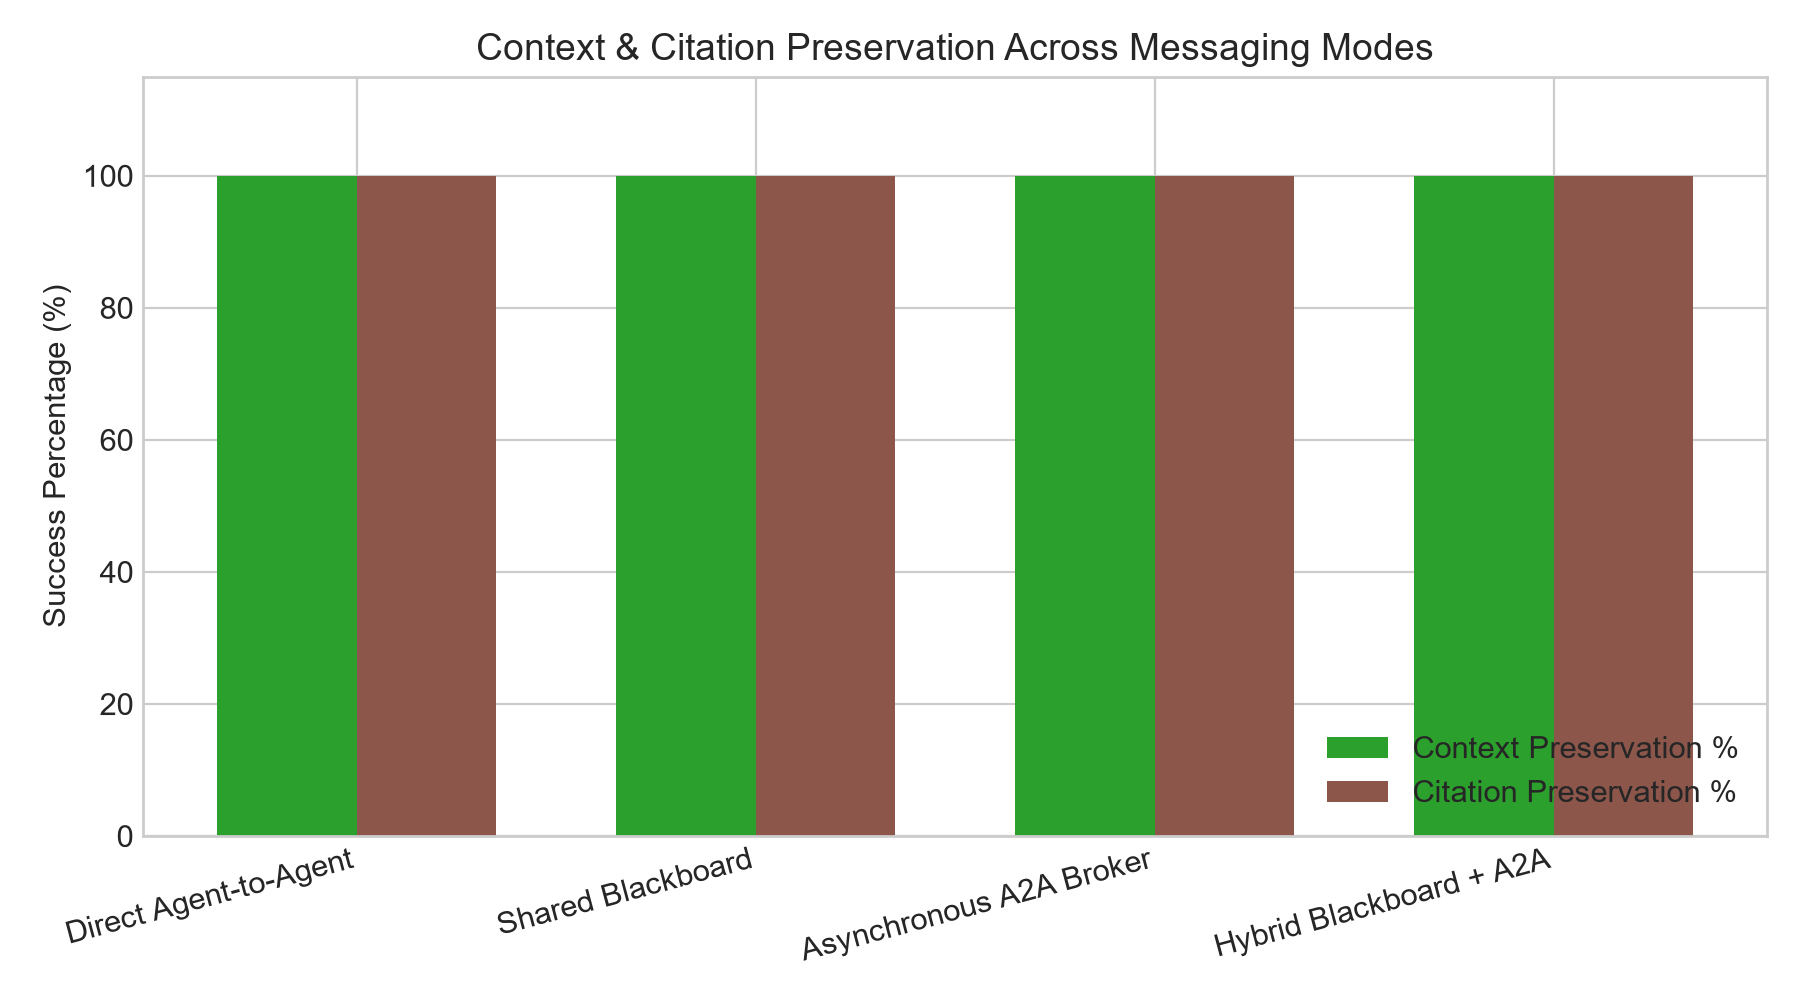 Context & Citation Preservation Across Messaging Modes
Success Percentage (%)
100
80
60
40
20
0
Context Preservation %
Citation Preservation %
Direct Agent-to-Agent
Shared Blackboard
Asynchronous A2A Broker
Hybrid Blackboard + A2A